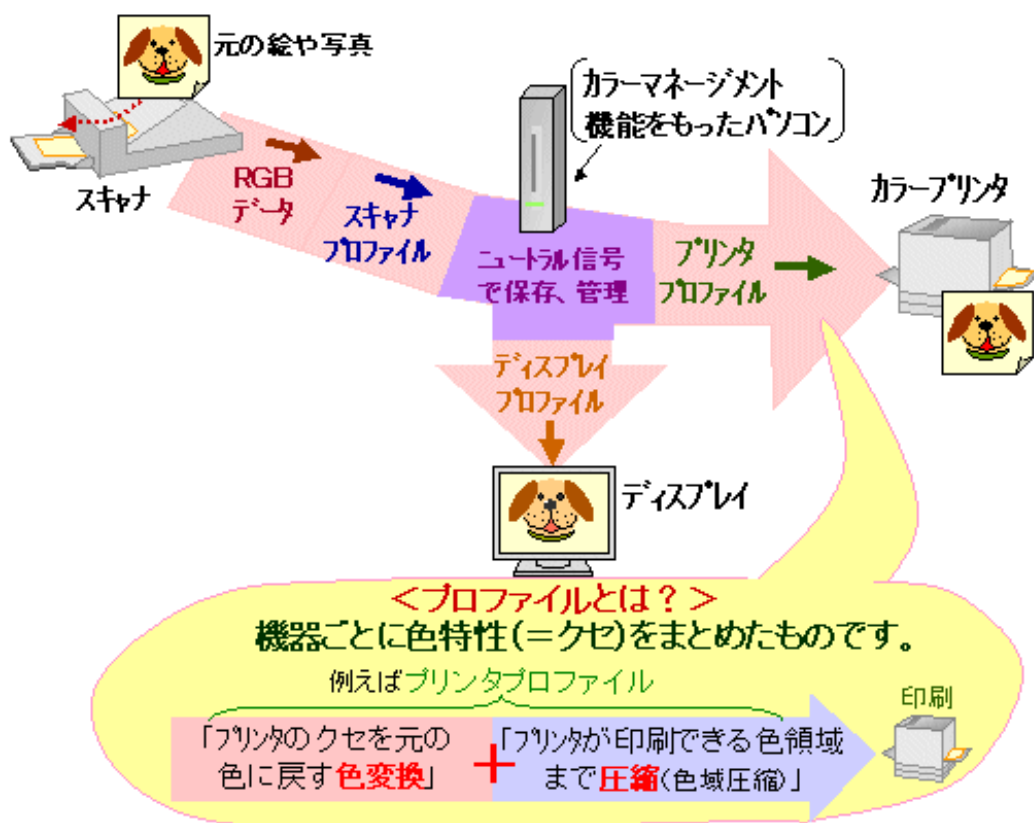 元の絵や写真
スキャナ
RGB
データ
スキャナ
プロファイル
カラーマネージメント
機能をもったパソコン
ニュートラル信号
で保存、管理
プリンタ
プロファイル
カラープリンタ
ディスプレイ
プロファイル
ディスプレイ
＜プロファイルとは？＞
機器ごとに色特性(=クセ)をまとめたものです。
例えばプリンタプロファイル
「プリンタのクセを元の
色に戻す色変換」
+
「プリンタが印刷できる色領域
まで圧縮(色域圧縮)」
印刷